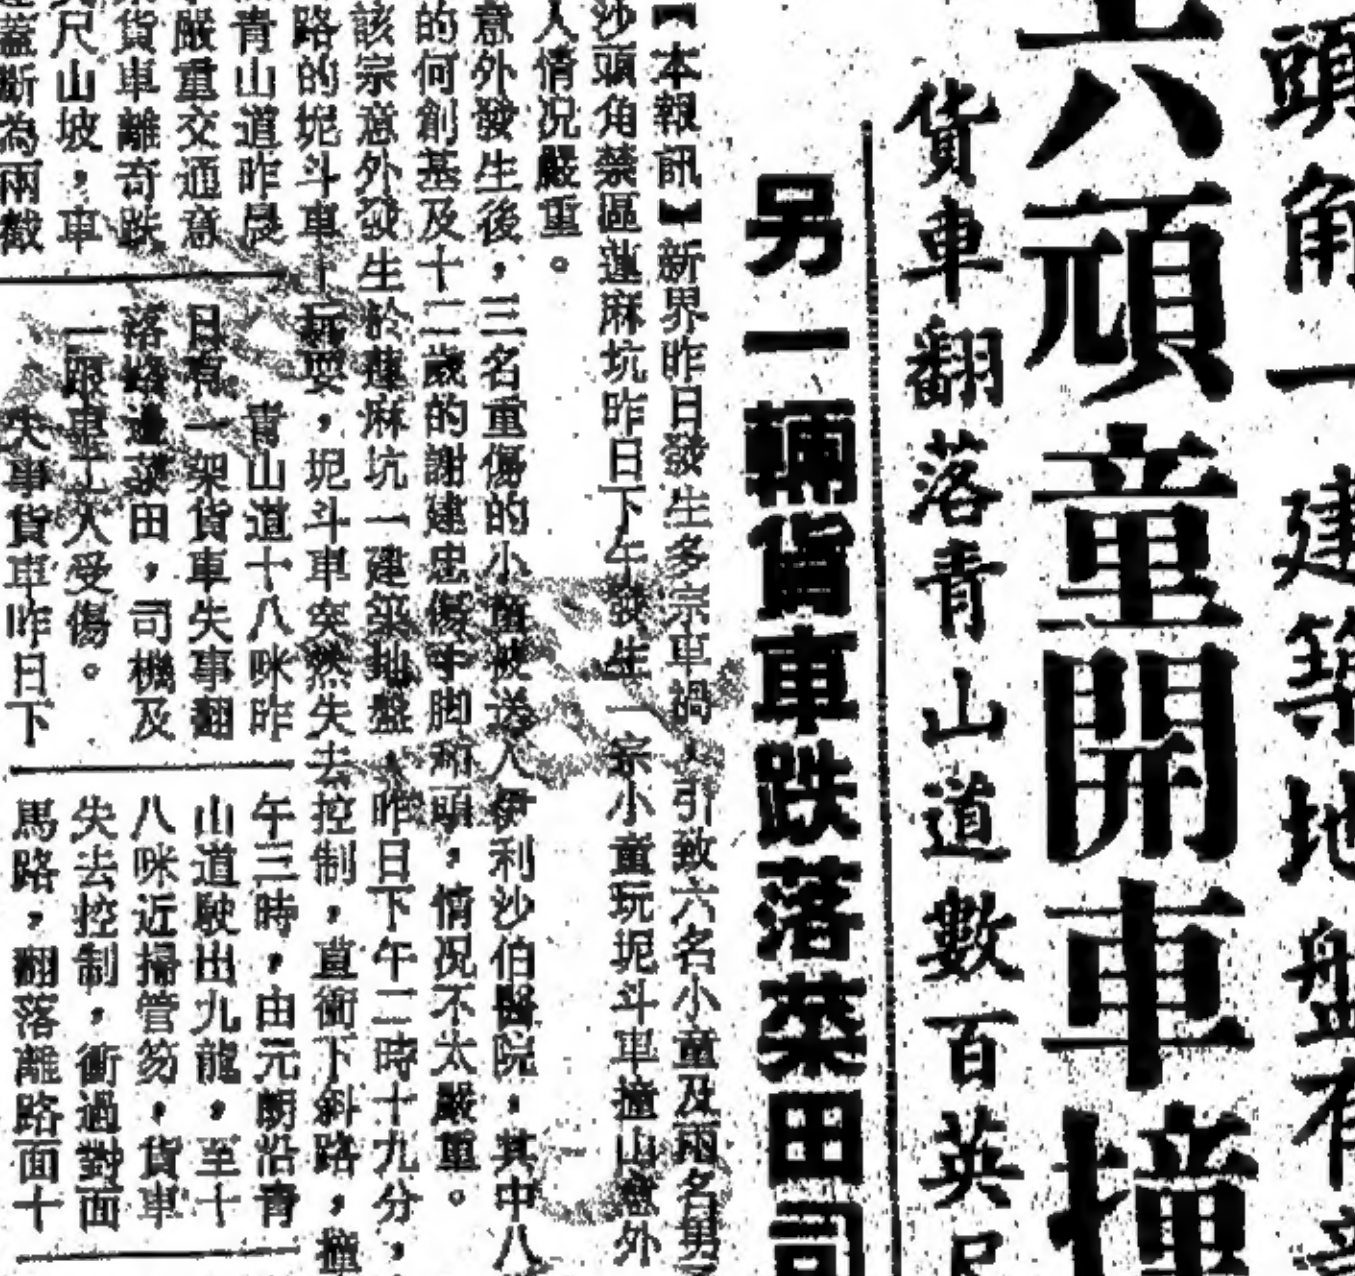 頭角一建築地盤有
六頑童開車撞
貨車翻落青山道數百英尺
另一輛貨車跌落菜田司
【本報訊】新界昨日發生多宗車禍,引致六名小童及兩名男
沙頭角禁區蓮麻坑昨日下午發生一宗小童玩坭斗車撞山意外
人情況嚴重。
意外發生後,三名重傷的小童被送入伊利沙伯醫院,其中八
的何創基及十二歲的謝建忠傷手脚和頭,情況不太嚴重。
該宗意外發生於蓮麻坑一建築地盤,昨日下午二時十九分,
路的坭斗車上玩耍,坭斗車突然失去控制,直衝下斜路,撞
青山道昨晨
嚴重交通意
貨車離奇跌
尺山坡,車
蓋斷為兩截
青山道十八咪昨
日有一架貨車失事翻
落路邊菜田,司機及
一跟車工人受傷。
失事貨車昨日下
午三時,由元朗沿青
山道駛出九龍,至十
八咪近掃管笏,貨車
失去控制,衝過對面
馬路,翻落離路面十